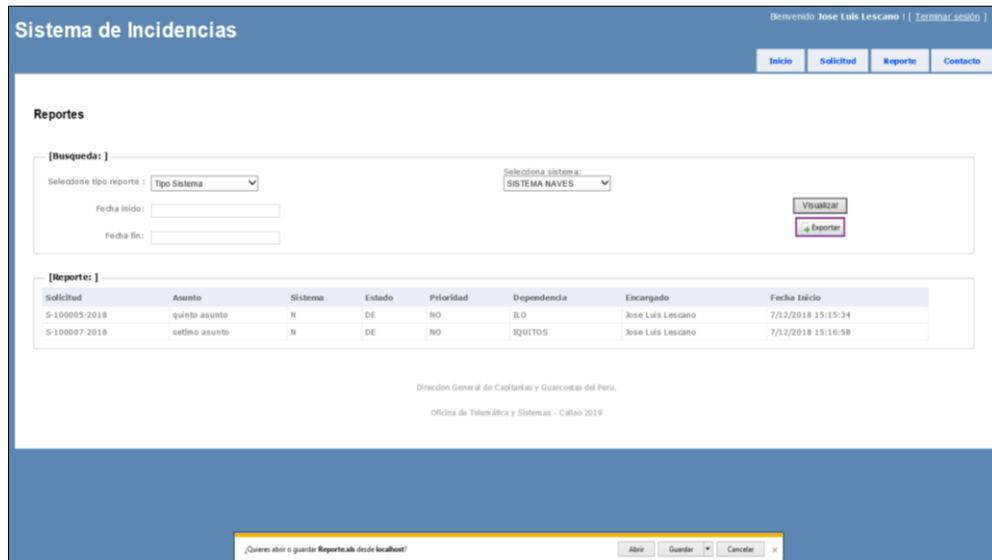 Bienvenido Jose Luis Lescano ! [ Terminar sesión ]
Sistema de Incidencias
Inicio Solicitud Reporte Contacto
Reportes
[Busqueda: ]
Selecciona sistema:
Seleccione tipo reporte : Tipo Sistema SISTEMA NAVES
Fecha inicio: Visualizar
Exportar
Fecha fin:
[Reporte: ]
Solicitud Asunto Sistema Estado Prioridad Dependencia Encargado Fecha Inicio
S-100005-2018 quinto asunto N DE NO ILO Jose Luis Lescano 7/12/2018 15:15:34
S-100007-2018 setimo asunto N DE NO IQUITOS Jose Luis Lescano 7/12/2018 15:16:58
Direccion General de Capitanias y Guarcostas del Peru.
Oficina de Telemática y Sistemas - Callao 2019
¿Quieres abrir o guardar Reporte.xls desde localhost? Abrir Guardar Cancelar